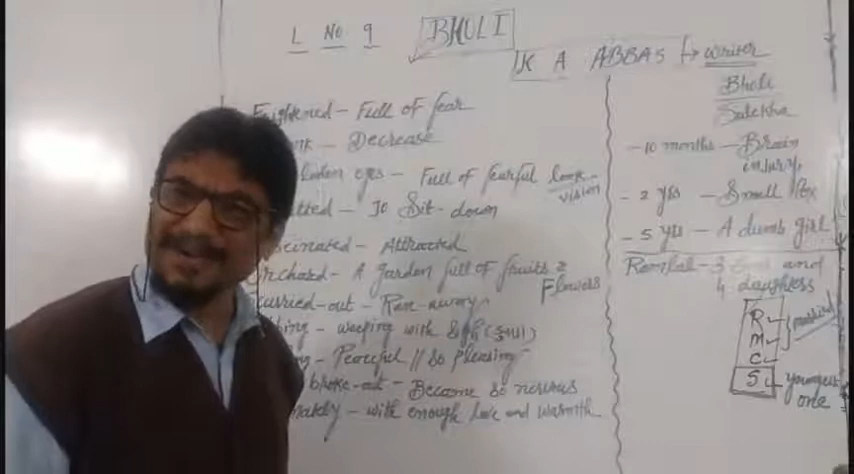 L No 9 BHULI
K A ABBAS → writer
Frightened - Full of fear
- Decrease
eyes - Full of fearful look
vision
- To Sit-down
- Attracted
Orchard - A garden full of fruits &
Flowers
out - Ran away
- weeping with
- Peaceful // so pleasing
broke-out - Become so nervous
- with enough love and warmth
Bholi
Sulekha
- 10 months - Brain
injury
- 2 yrs - Small Pox
- 5 yrs - A dumb girl
Ramlal - 3 and
4 daughters
R
M
C
S
married
youngest
one